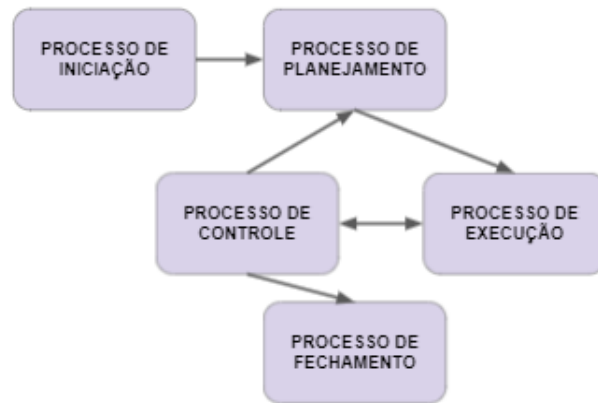 PROCESSO DE
INICIAÇÃO
PROCESSO DE
PLANEJAMENTO
PROCESSO DE
CONTROLE
PROCESSO DE
EXECUÇÃO
PROCESSO DE
FECHAMENTO